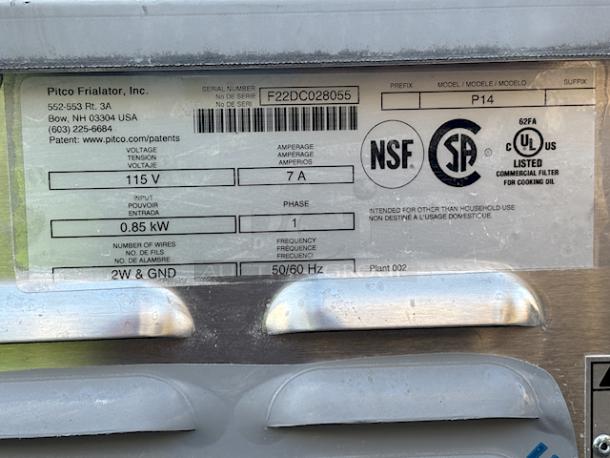 Pitco Frialator, Inc.
552-553 Rt. 3A
Bow, NH 03304 USA
(603) 225-6684
Patent: www.pitco.com/patents
SERIAL NUMBER
No DE SERIE
No DE SERI
F22DC028055
PREFIX
MODEL / MODELE / MODELO
SUFFIX
P14
VOLTAGE
TENSION
VOLTAJE
115 V
AMPERAGE
AMPERAGE
AMPERIOS
7 A
NSF
CSA
62FA
C UL US
LISTED
COMMERCIAL FILTER
FOR COOKING OIL
INPUT
POUVOIR
ENTRADA
0.85 kW
PHASE
1
INTENDED FOR OTHER THAN HOUSEHOLD USE
NON DESTINÉ A L'USAGE DOMESTIQUE
NUMBER OF WIRES
NO. DE FILS
NO. DE ALAMBRE
2W & GND
FREQUENCY
FRÉQUENCE
FRECUENCI
50/60 Hz
Plant 002